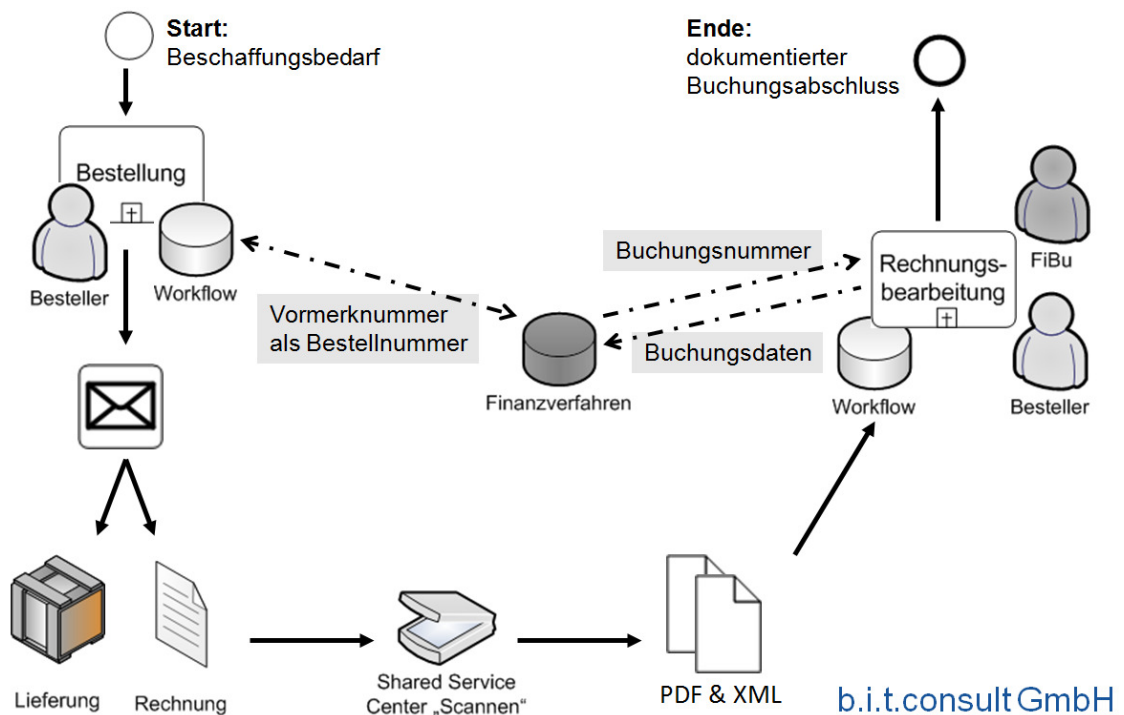 Start:
Beschaffungsbedarf
Ende:
dokumentierter
Buchungsabschluss
Bestellung
Besteller
Workflow
Vormerknummer
als Bestellnummer
Finanzverfahren
Buchungsnummer
Buchungsdaten
Rechnungs-
bearbeitung
FiBu
Workflow
Besteller
Lieferung
Rechnung
Shared Service
Center „Scannen“
PDF & XML
b.i.t.consult GmbH